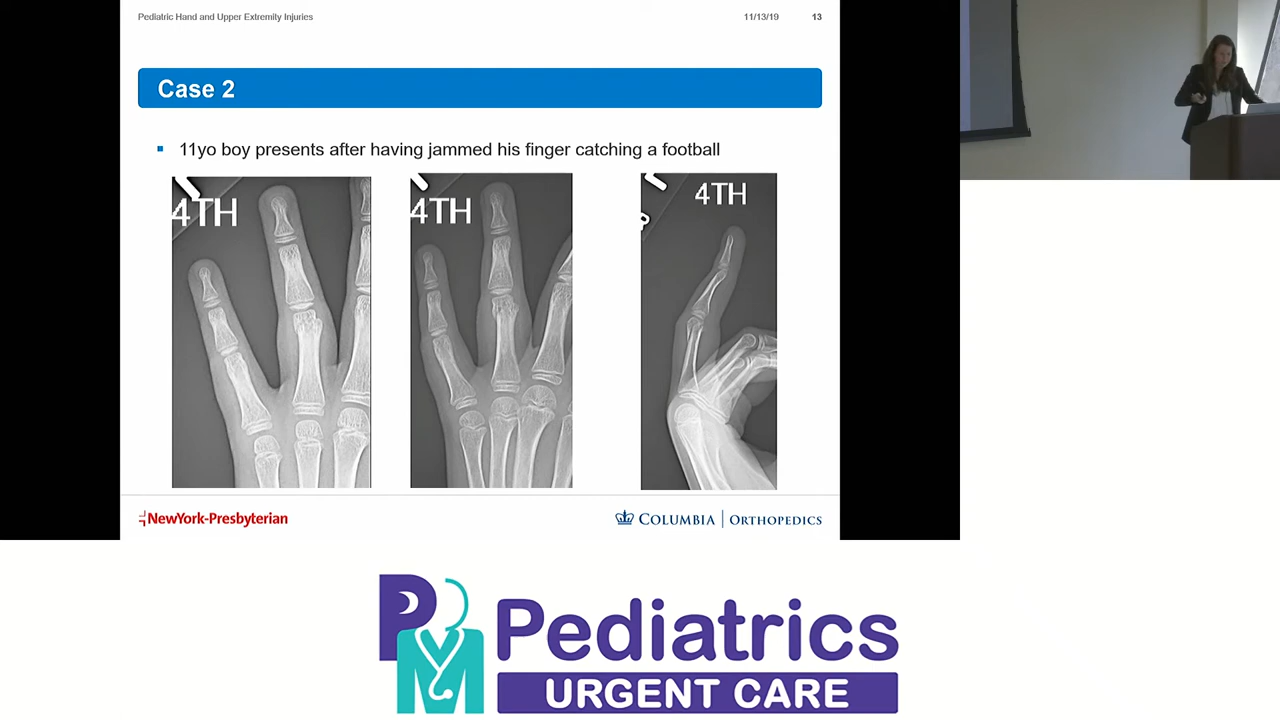 Pediatric Hand and Upper Extremity Injuries
11/13/19
13
Case 2
11yo boy presents after having jammed his finger catching a football
4TH
4TH
4TH
NewYork-Presbyterian
COLUMBIA | ORTHOPEDICS
PM
Pediatrics
URGENT CARE